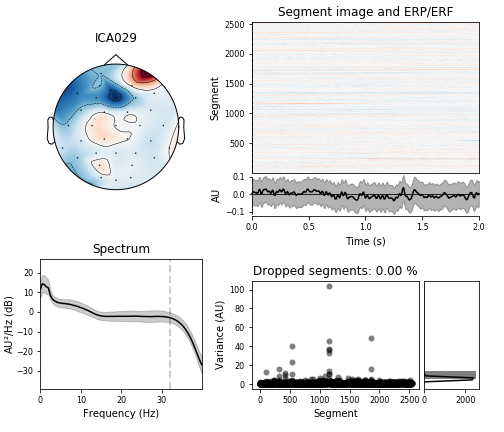 ICA029
Segment image and ERP/ERF
Segment
2500
2000
1500
1000
500
AU
0.1
0.0
−0.1
0.0 0.5 1.0 1.5 2.0
Time (s)
Spectrum
AU²/Hz (dB)
20
10
0
−10
−20
−30
0 10 20 30
Frequency (Hz)
Dropped segments: 0.00 %
Variance (AU)
100
80
60
40
20
0
0 500 1000 1500 2000 2500
Segment
0 2000